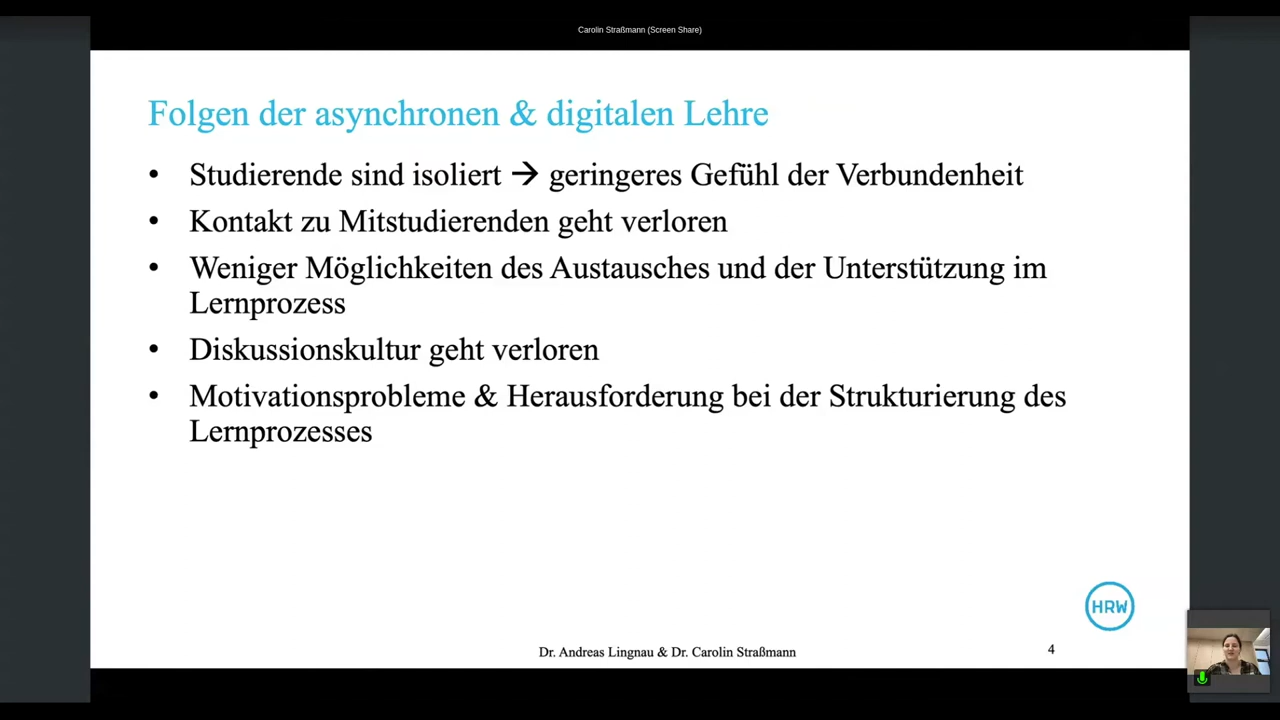 Carolin Straßmann (Screen Share)
Folgen der asynchronen & digitalen Lehre
• Studierende sind isoliert → geringeres Gefühl der Verbundenheit
• Kontakt zu Mitstudierenden geht verloren
• Weniger Möglichkeiten des Austausches und der Unterstützung im
Lernprozess
• Diskussionskultur geht verloren
• Motivationsprobleme & Herausforderung bei der Strukturierung des
Lernprozesses
HRW
Dr. Andreas Lingnau & Dr. Carolin Straßmann
4